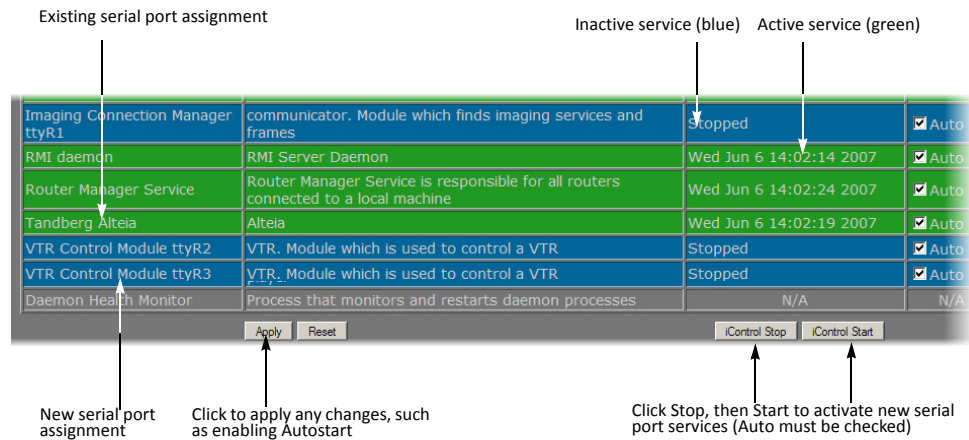 Existing serial port assignment
Inactive service (blue)
Active service (green)
Imaging Connection Manager
ttyR1
communicator. Module which finds imaging services and
frames
Stopped
Auto
RMI daemon
RMI Server Daemon
Wed Jun 6 14:02:14 2007
Auto
Router Manager Service
Router Manager Service is responsible for all routers
connected to a local machine
Wed Jun 6 14:02:24 2007
Auto
Tandberg Alteia
Alteia
Wed Jun 6 14:02:19 2007
Auto
VTR Control Module ttyR2
VTR. Module which is used to control a VTR
Stopped
Auto
VTR Control Module ttyR3
VTR. Module which is used to control a VTR
Stopped
Auto
Daemon Health Monitor
Process that monitors and restarts daemon processes
N/A
N/A
Apply
Reset
iControl Stop
iControl Start
New serial port
assignment
Click to apply any changes, such
as enabling Autostart
Click Stop, then Start to activate new serial
port services (Auto must be checked)